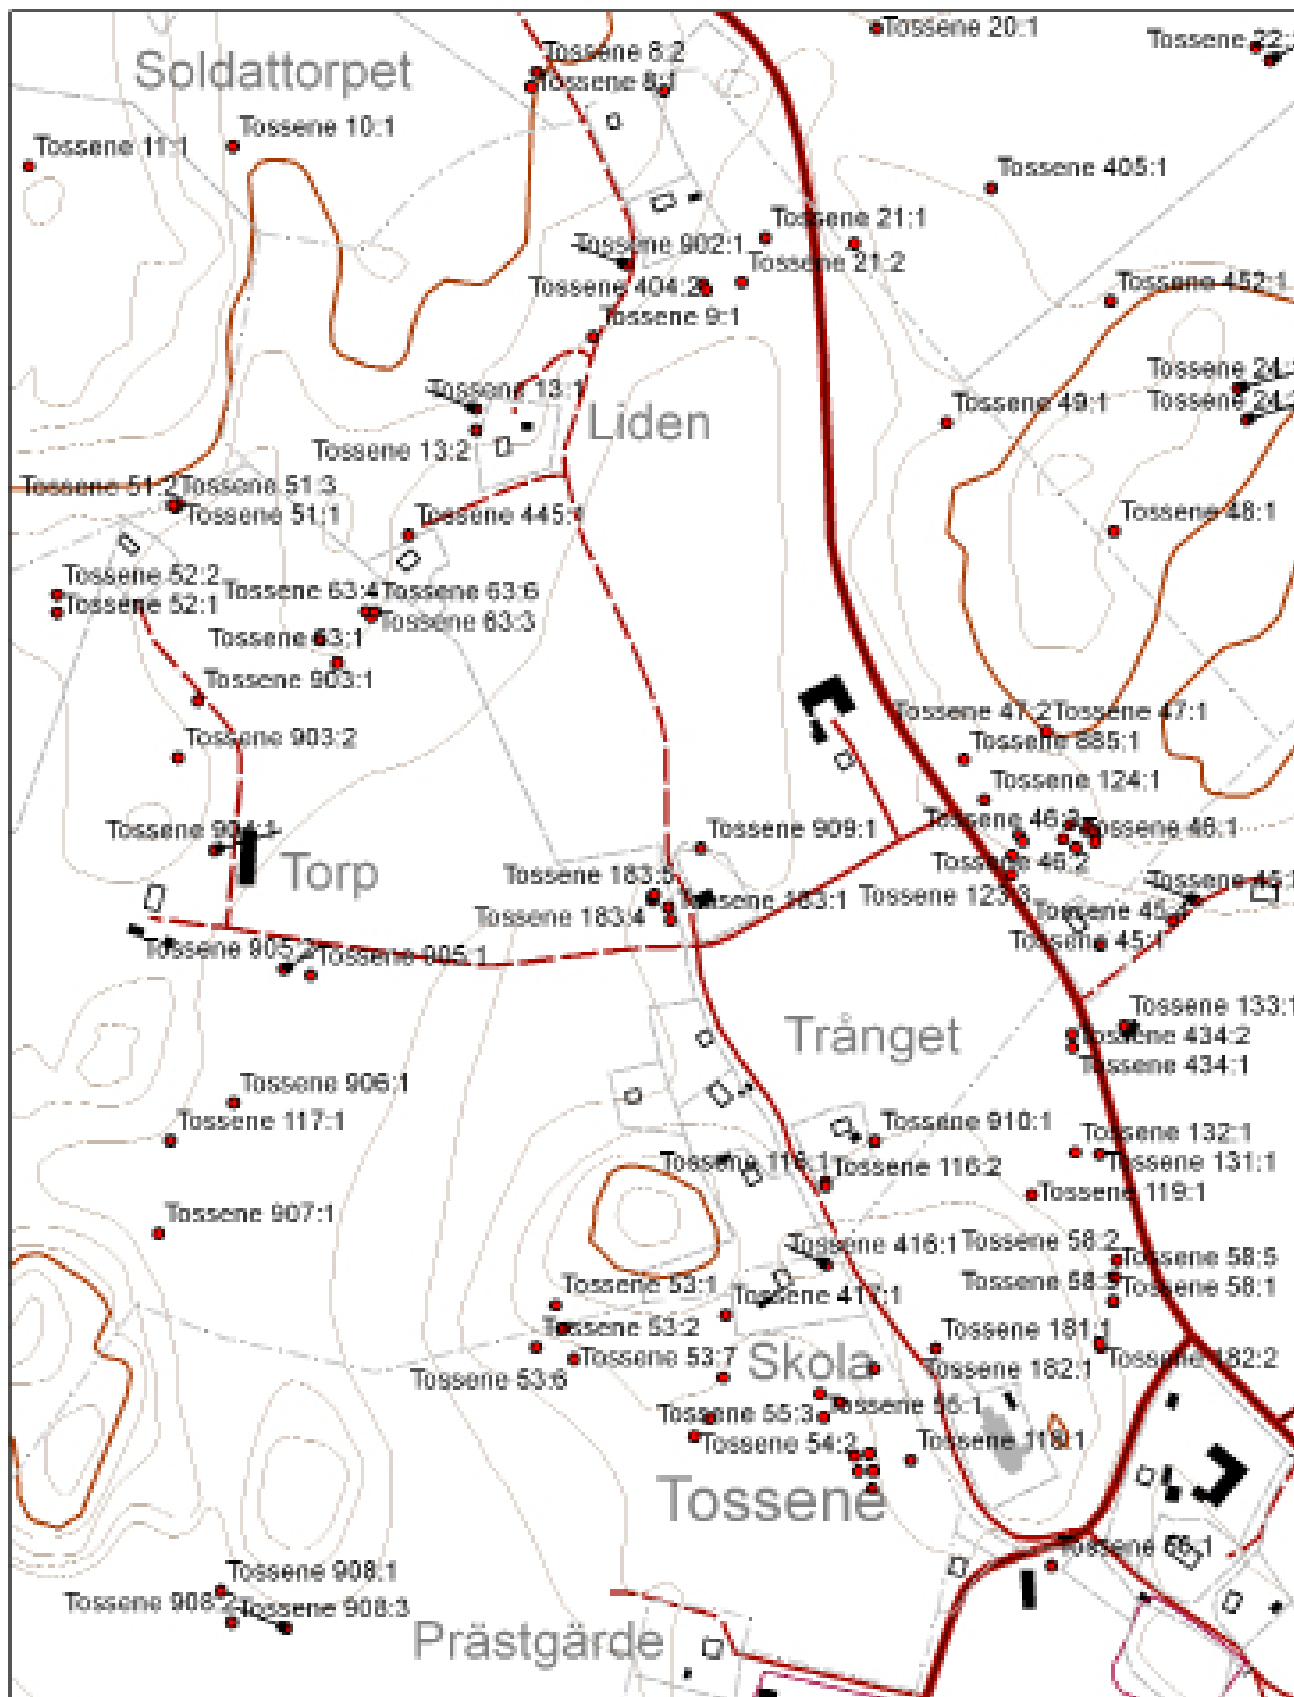 Tossene 20:1
Tossene 8:2
Soldattorpet
Tossene 8:1
Tossene 10:1
Tossene 11:1
Tossene 405:1
Tossene 21:1
Tossene 902:1
Tossene 21:2
Tossene 404:2
Tossene 452:1
Tossene 9:1
Tossene 13:1
Liden
Tossene 49:1
Tossene 13:2
Tossene 51:2
Tossene 51:3
Tossene 51:1
Tossene 445:1
Tossene 48:1
Tossene 52:2
Tossene 52:1
Tossene 63:4
Tossene 63:6
Tossene 63:3
Tossene 63:1
Tossene 903:1
Tossene 47:2
Tossene 47:1
Tossene 903:2
Tossene 885:1
Tossene 124:1
Tossene 904:1
Tossene 909:1
Tossene 46:1
Tossene 46:2
Torp
Tossene 183:1
Tossene 183:4
Tossene 45:1
Tossene 905:1
Tossene 133:1
Trånget
Tossene 434:2
Tossene 434:1
Tossene 906:1
Tossene 117:1
Tossene 910:1
Tossene 132:1
Tossene 131:1
Tossene 116:2
Tossene 119:1
Tossene 907:1
Tossene 416:1
Tossene 58:2
Tossene 58:5
Tossene 58:1
Tossene 53:1
Tossene 417:1
Tossene 53:2
Tossene 53:7
Tossene 53:6
Tossene 181:1
Tossene 182:2
Tossene 182:1
Skola
Tossene 55:3
Tossene 55:1
Tossene 54:2
Tossene 118:1
Tossene
Tossene 908:1
Tossene 908:3
Prästgärde